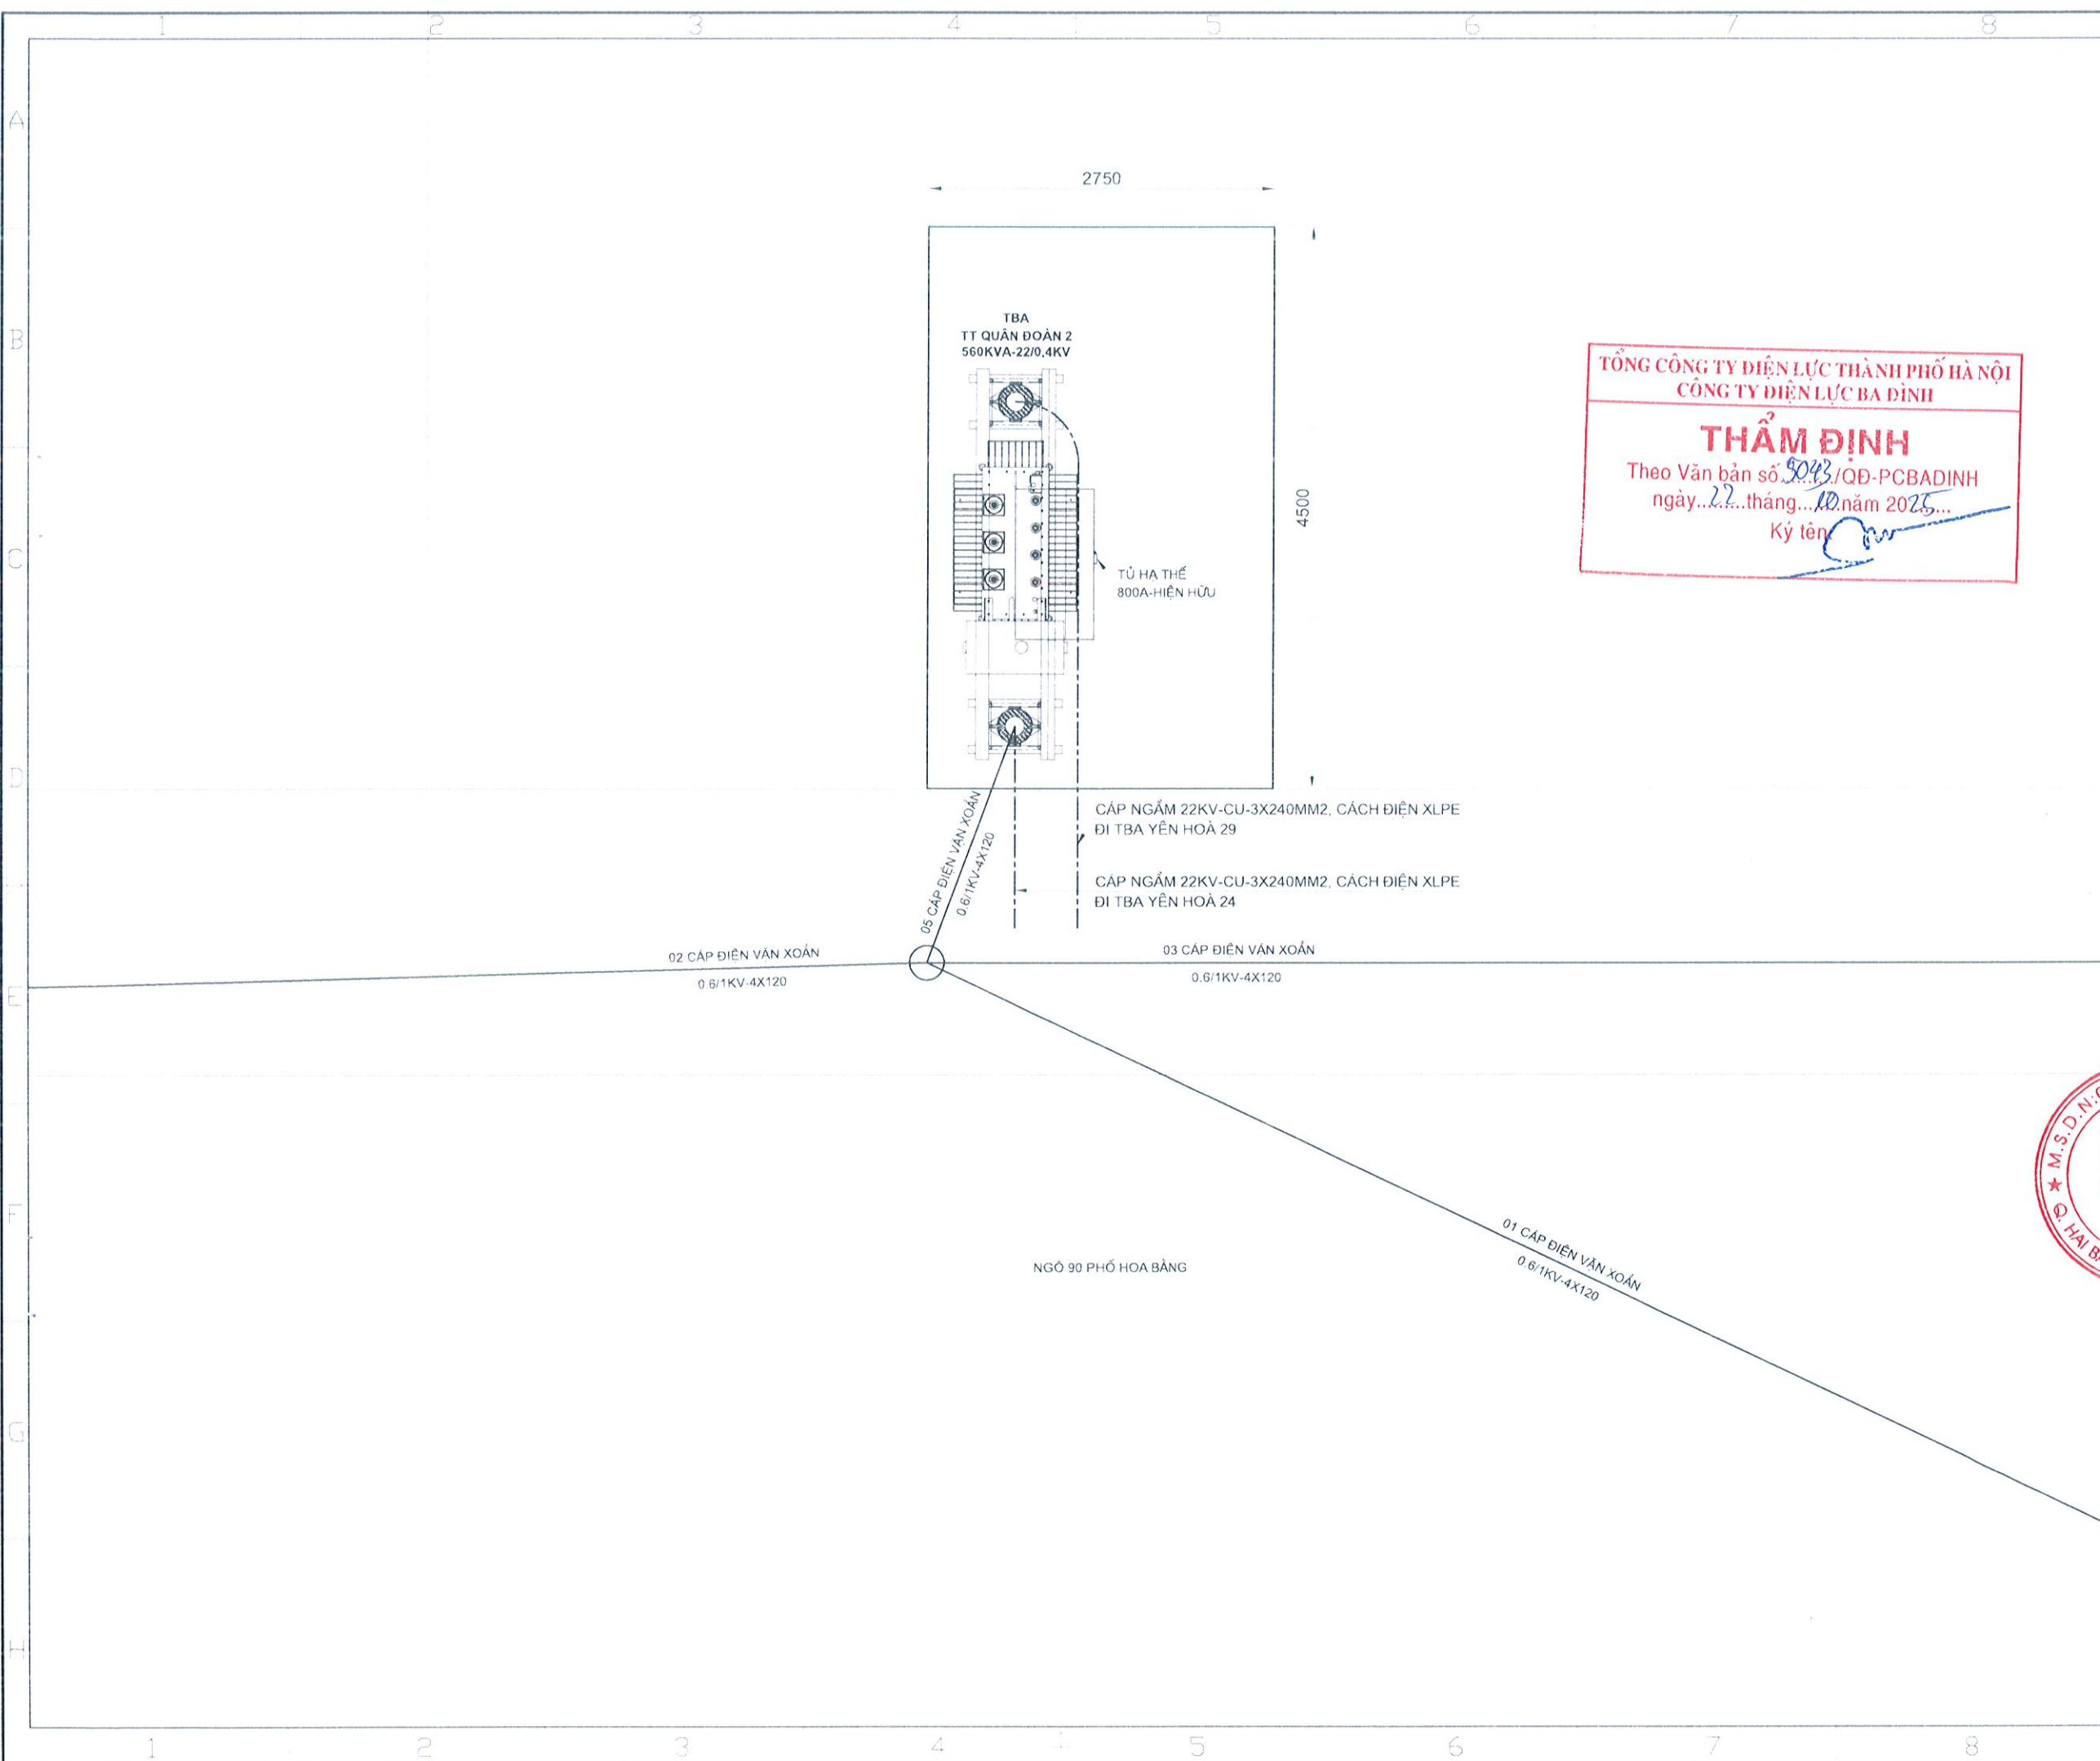 1 2 3 4 5 6 7 8
A
B
C
D
E
F
G
H
2750
4500
TBA
TT QUÂN ĐOÀN 2
560KVA-22/0,4KV
TỦ HẠ THẾ
800A-HIỆN HỮU
TỔNG CÔNG TY ĐIỆN LỰC THÀNH PHỐ HÀ NỘI
CÔNG TY ĐIỆN LỰC BA ĐÌNH
THẨM ĐỊNH
Theo Văn bản số 5043/QĐ-PCBADINH
ngày...22...tháng...10.năm 2025...
Ký tên
CÁP NGẦM 22KV-CU-3X240MM2, CÁCH ĐIỆN XLPE
ĐI TBA YÊN HOÀ 29
CÁP NGẦM 22KV-CU-3X240MM2, CÁCH ĐIỆN XLPE
ĐI TBA YÊN HOÀ 24
05 CÁP ĐIỆN VẶN XOẮN
0.6/1KV-4X120
02 CÁP ĐIỆN VẶN XOẮN
0.6/1KV-4X120
03 CÁP ĐIỆN VẶN XOẮN
0.6/1KV-4X120
01 CÁP ĐIỆN VẶN XOẮN
0.6/1KV-4X120
NGÕ 90 PHỐ HOA BẰNG
★ M.S.D.N:
Q. HAI
1 2 3 4 5 6 7 8